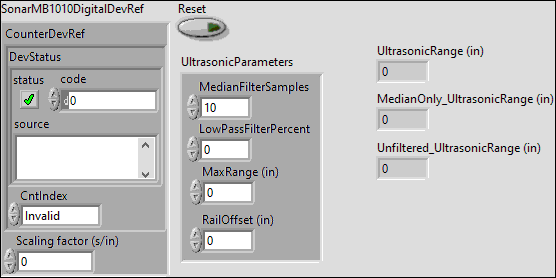 SonarMB1010DigitalDevRef
CounterDevRef
DevStatus
status
code
d 0
source
CntIndex
Invalid
Scaling factor (s/in)
0
Reset
UltrasonicParameters
MedianFilterSamples
10
LowPassFilterPercent
0
MaxRange (in)
0
RailOffset (in)
0
UltrasonicRange (in)
0
MedianOnly_UltrasonicRange (in)
0
Unfiltered_UltrasonicRange (in)
0